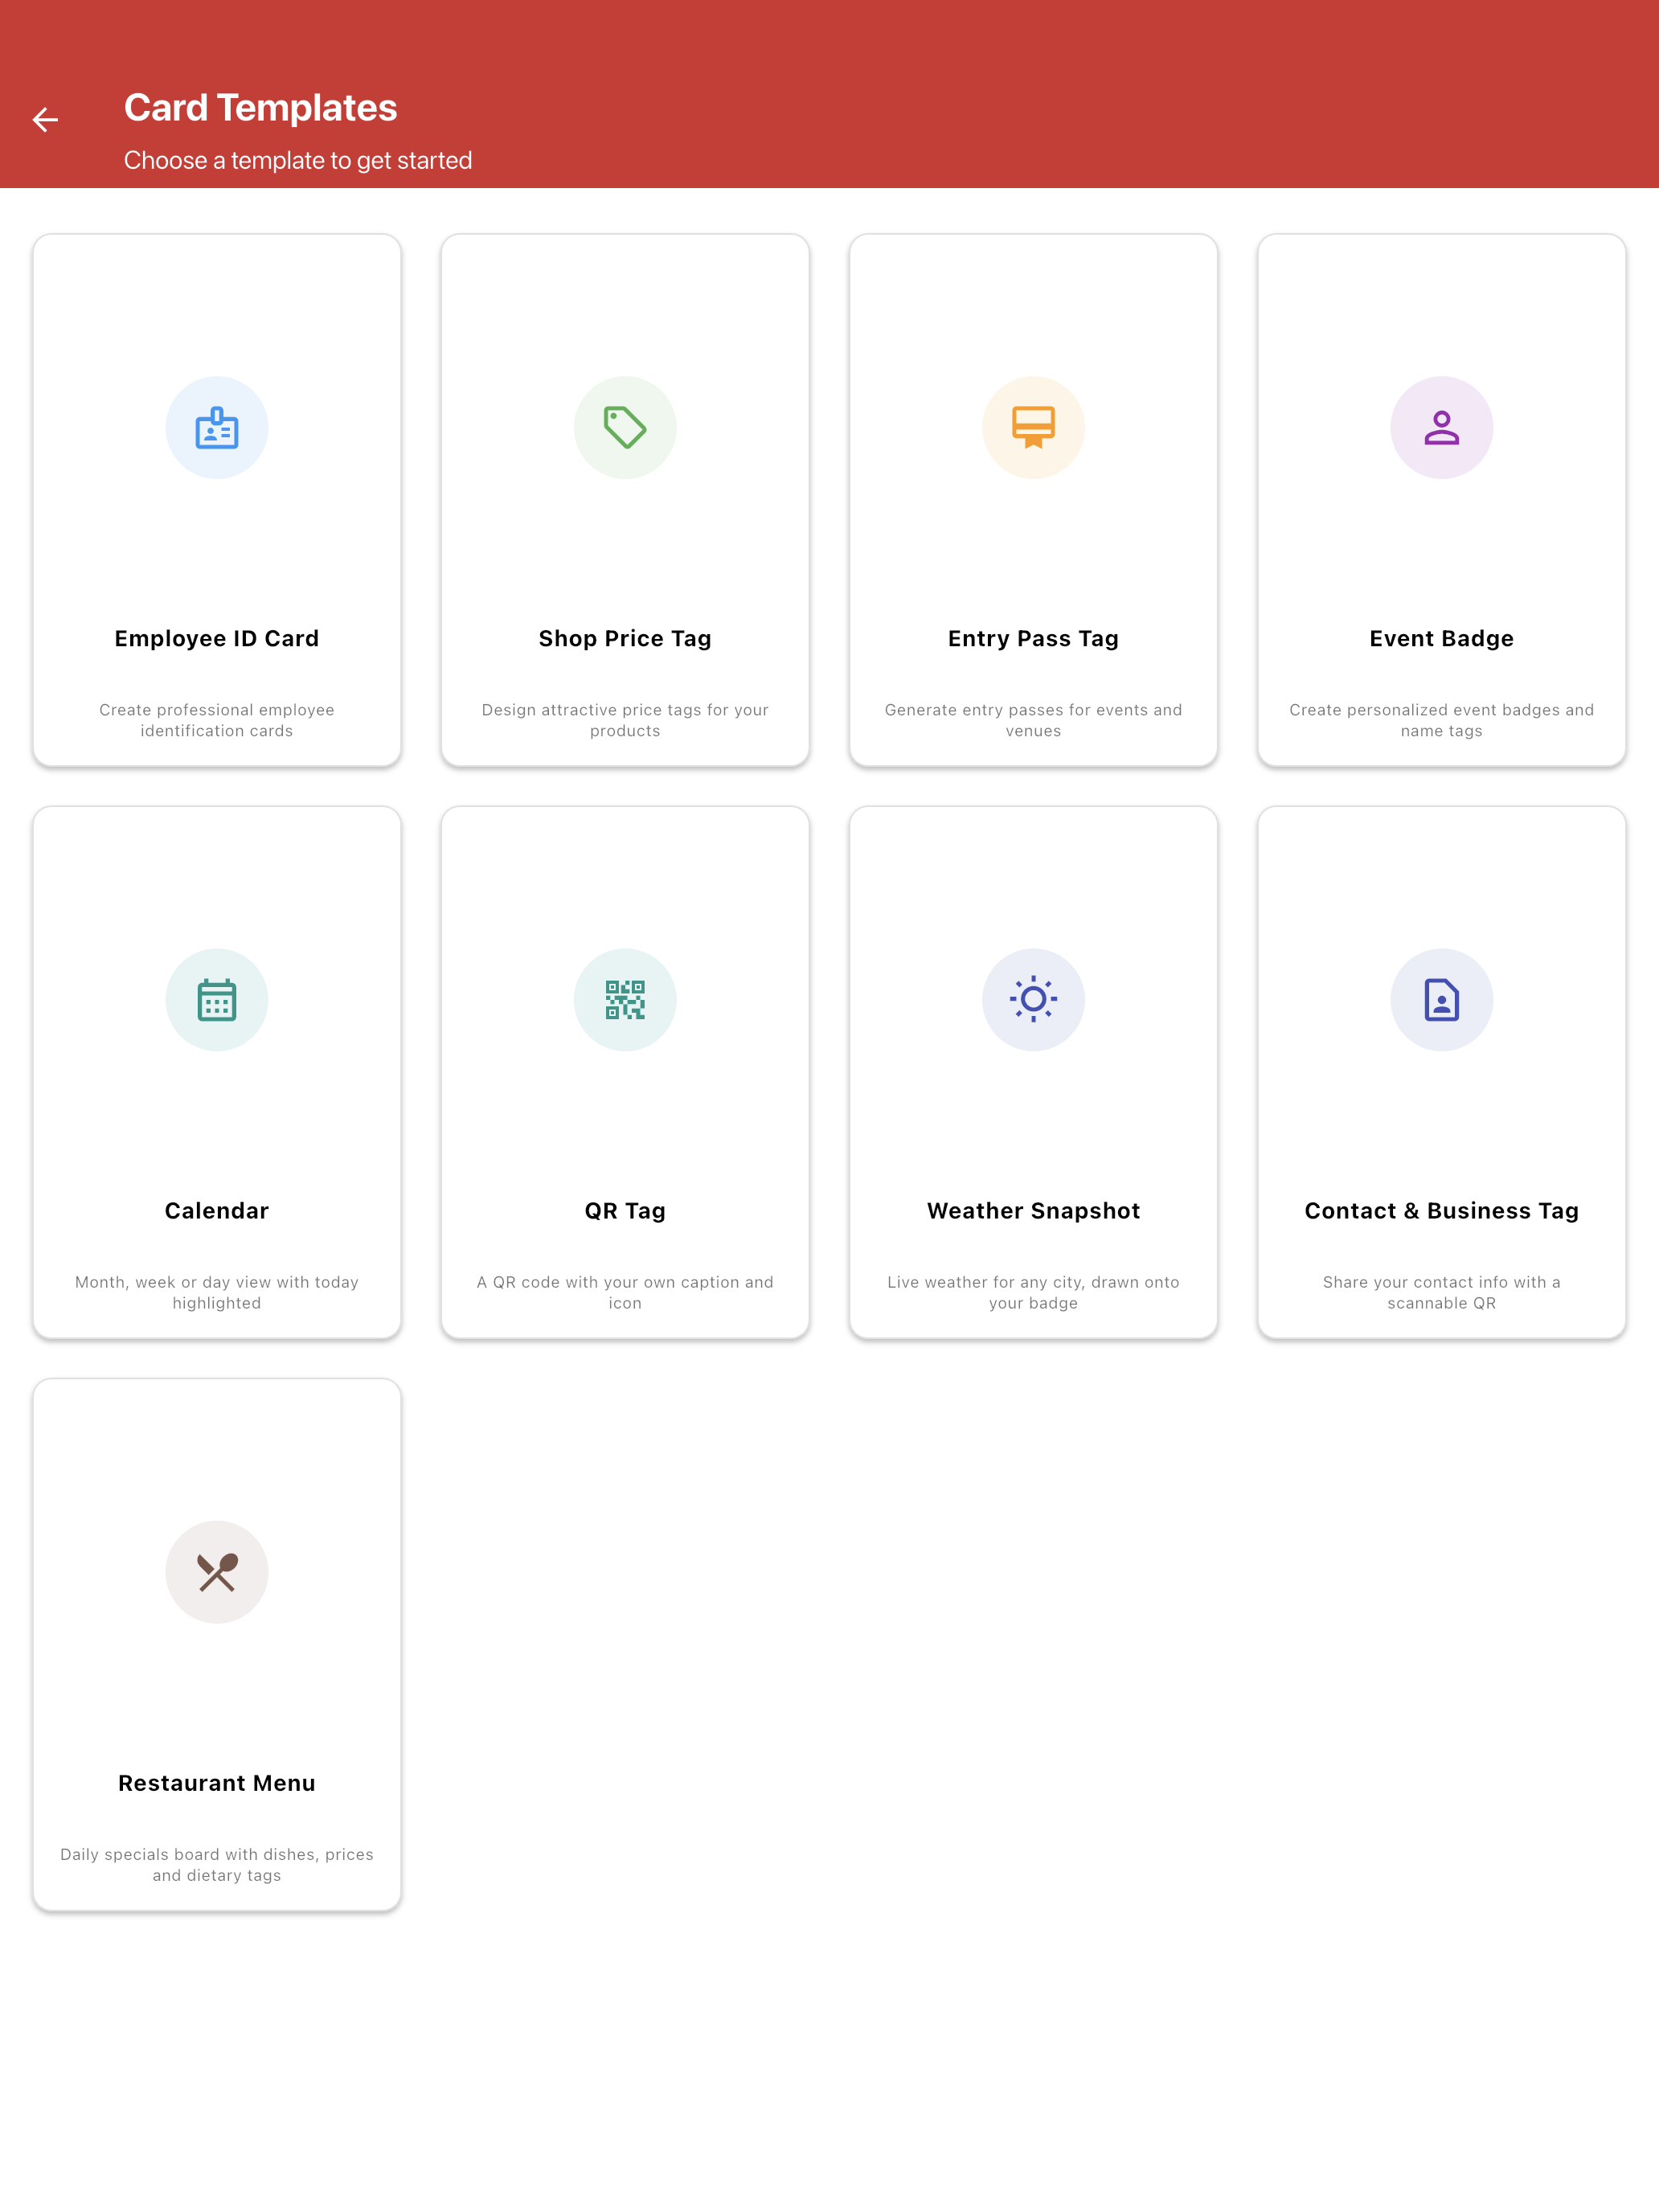 Card Templates
Choose a template to get started
Employee ID Card
Create professional employee
identification cards
Shop Price Tag
Design attractive price tags for your
products
Entry Pass Tag
Generate entry passes for events and
venues
Event Badge
Create personalized event badges and
name tags
Calendar
Month, week or day view with today
highlighted
QR Tag
A QR code with your own caption and
icon
Weather Snapshot
Live weather for any city, drawn onto
your badge
Contact & Business Tag
Share your contact info with a
scannable QR
Restaurant Menu
Daily specials board with dishes, prices
and dietary tags